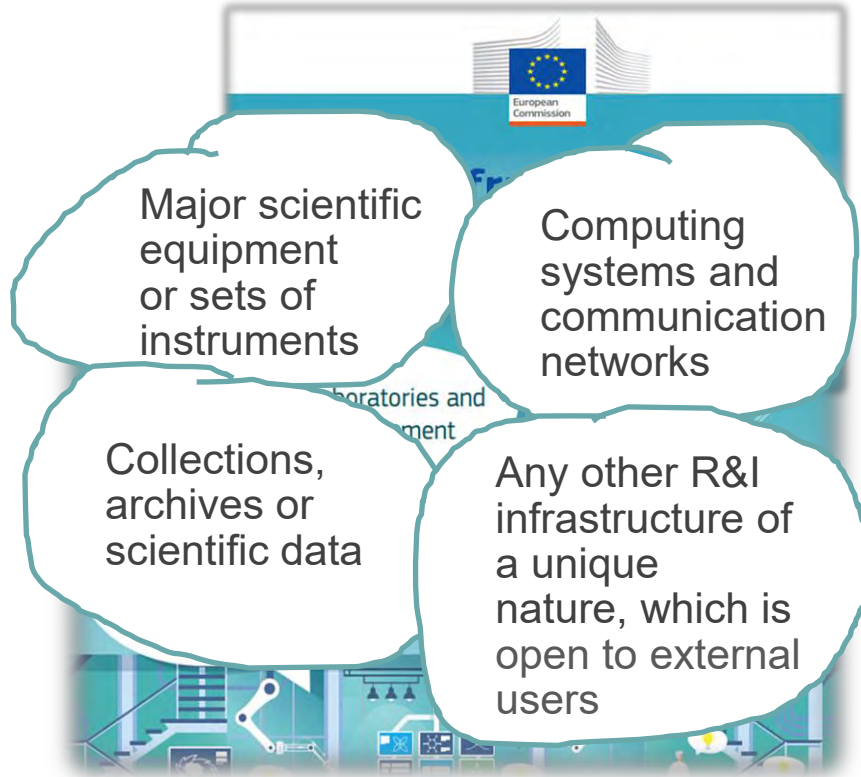 European
Commission
Major scientific
equipment
or sets of
instruments
Computing
systems and
communication
networks
and
Collections,
archives or
scientific data
Any other R&I
infrastructure of
a unique
nature, which is
open to external
users